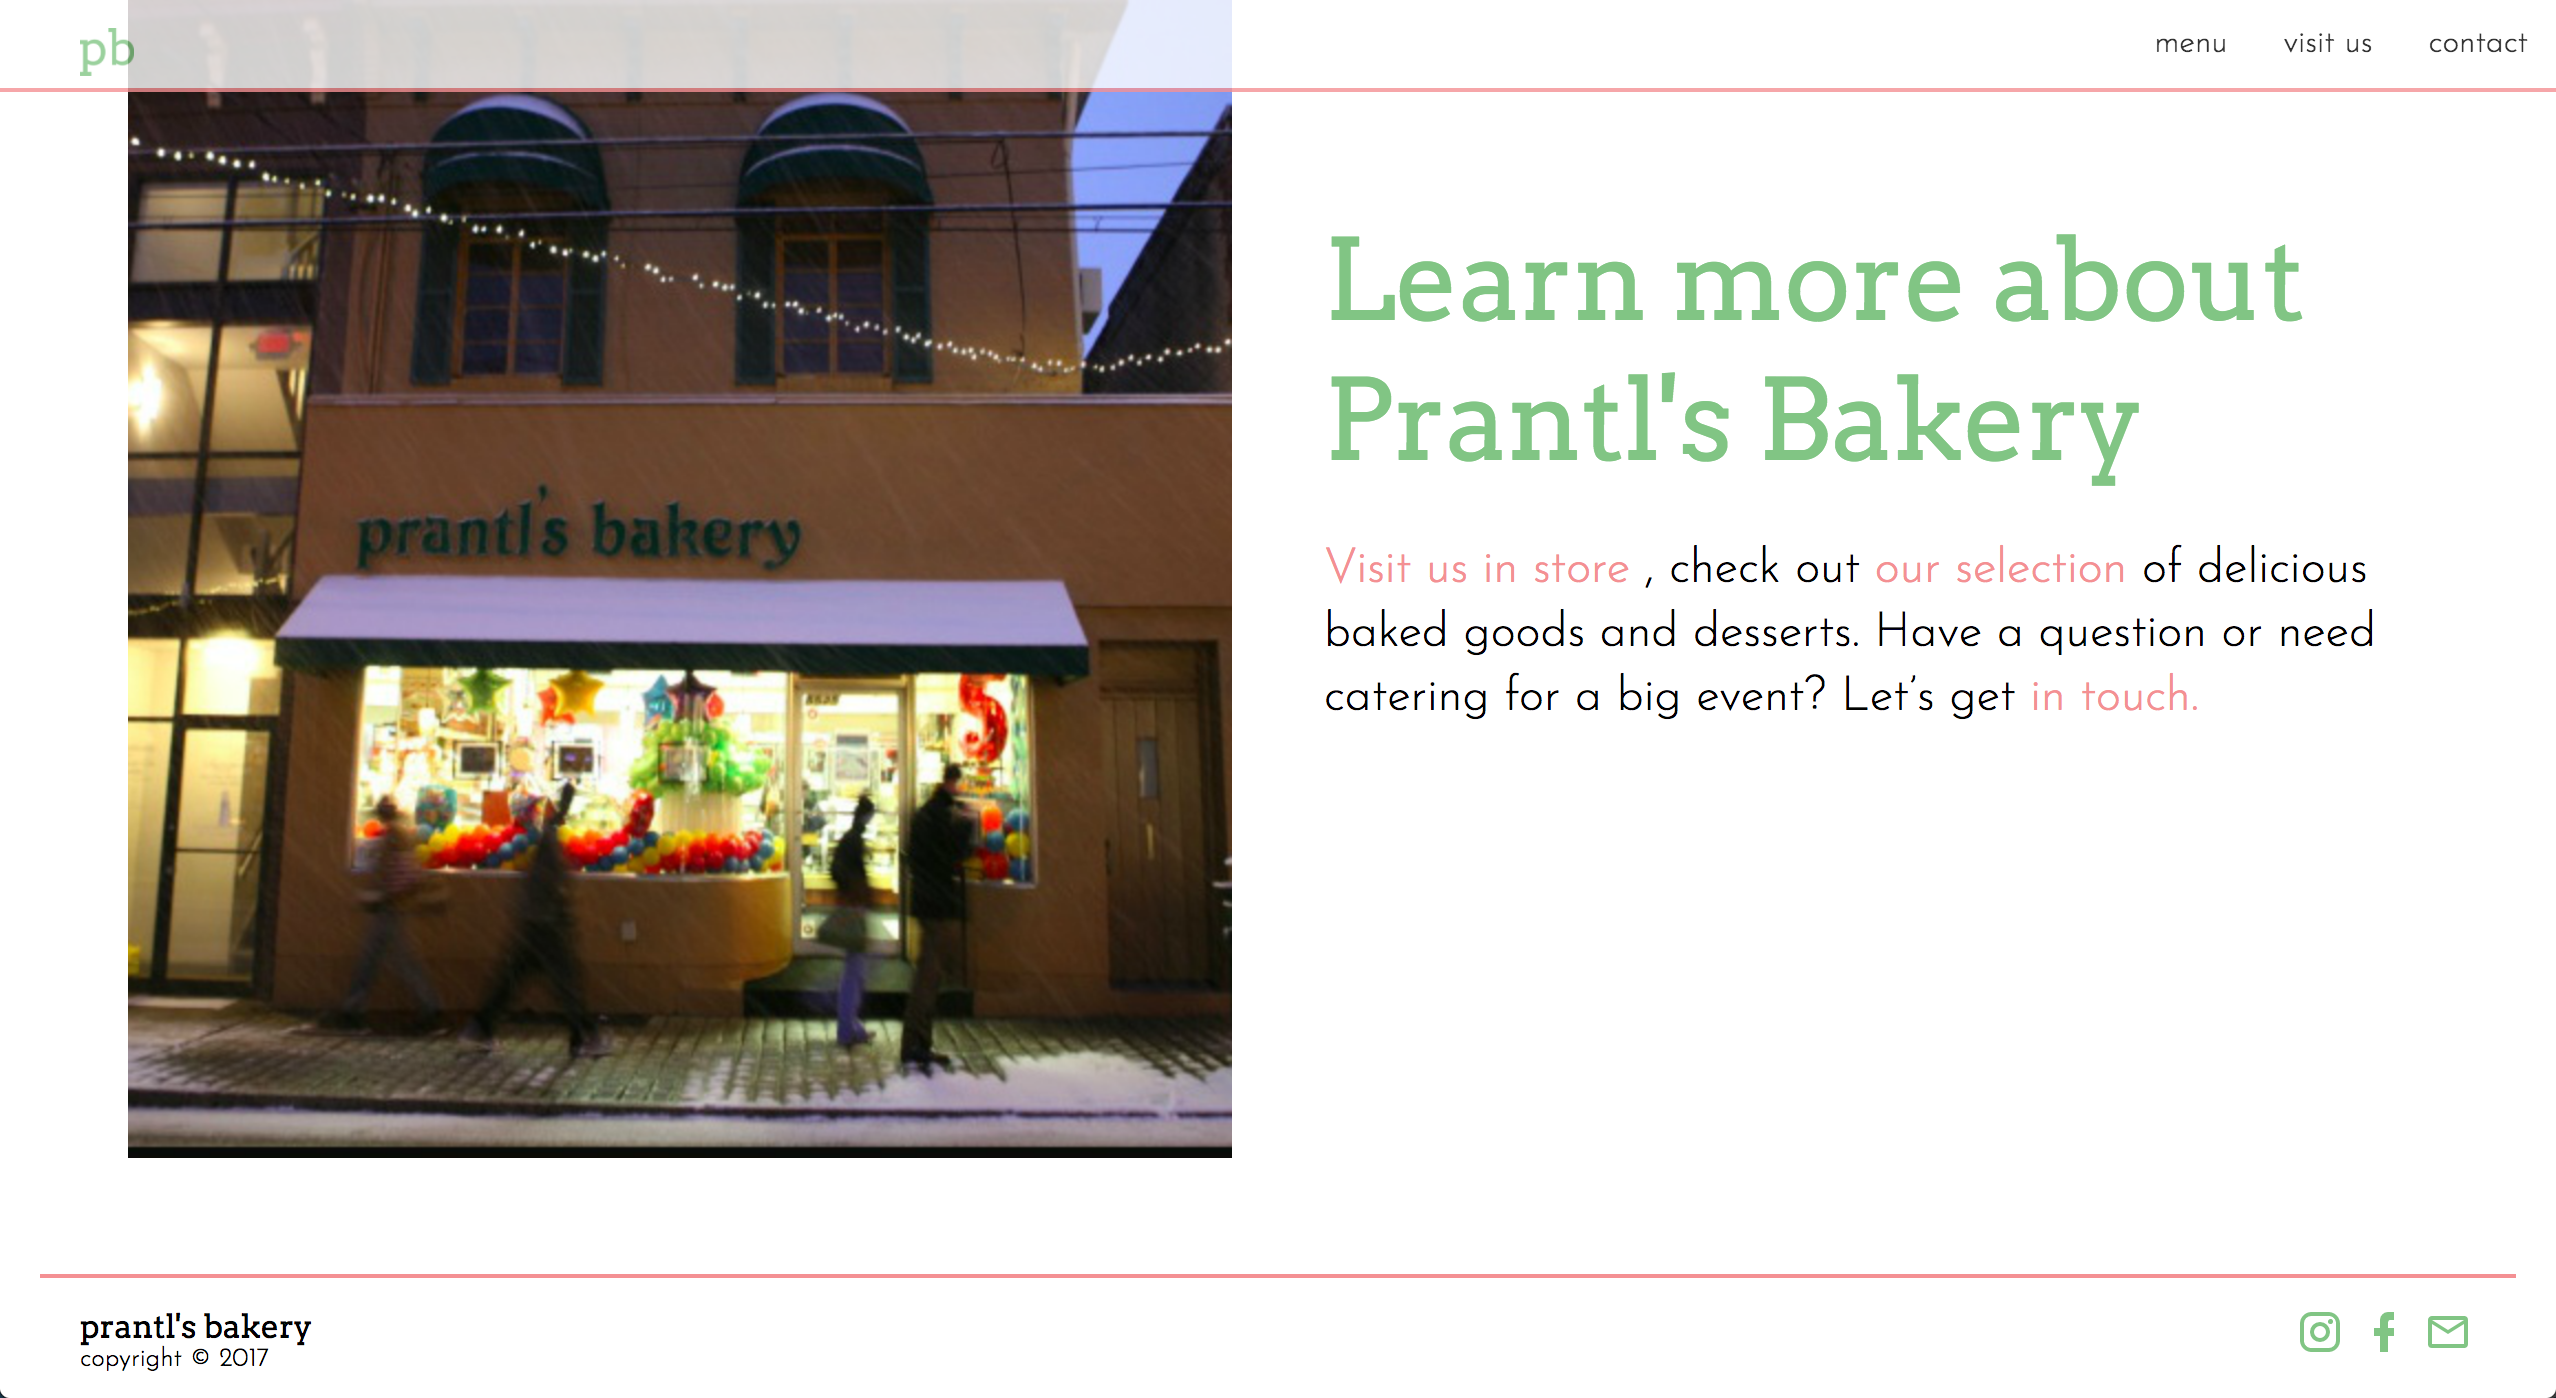 pb
menu
visit us
contact
prantl's bakery
Learn more about
Prantl's Bakery
Visit us in store , check out our selection of delicious
baked goods and desserts. Have a question or need
catering for a big event? Let’s get in touch.
prantl's bakery
copyright © 2017